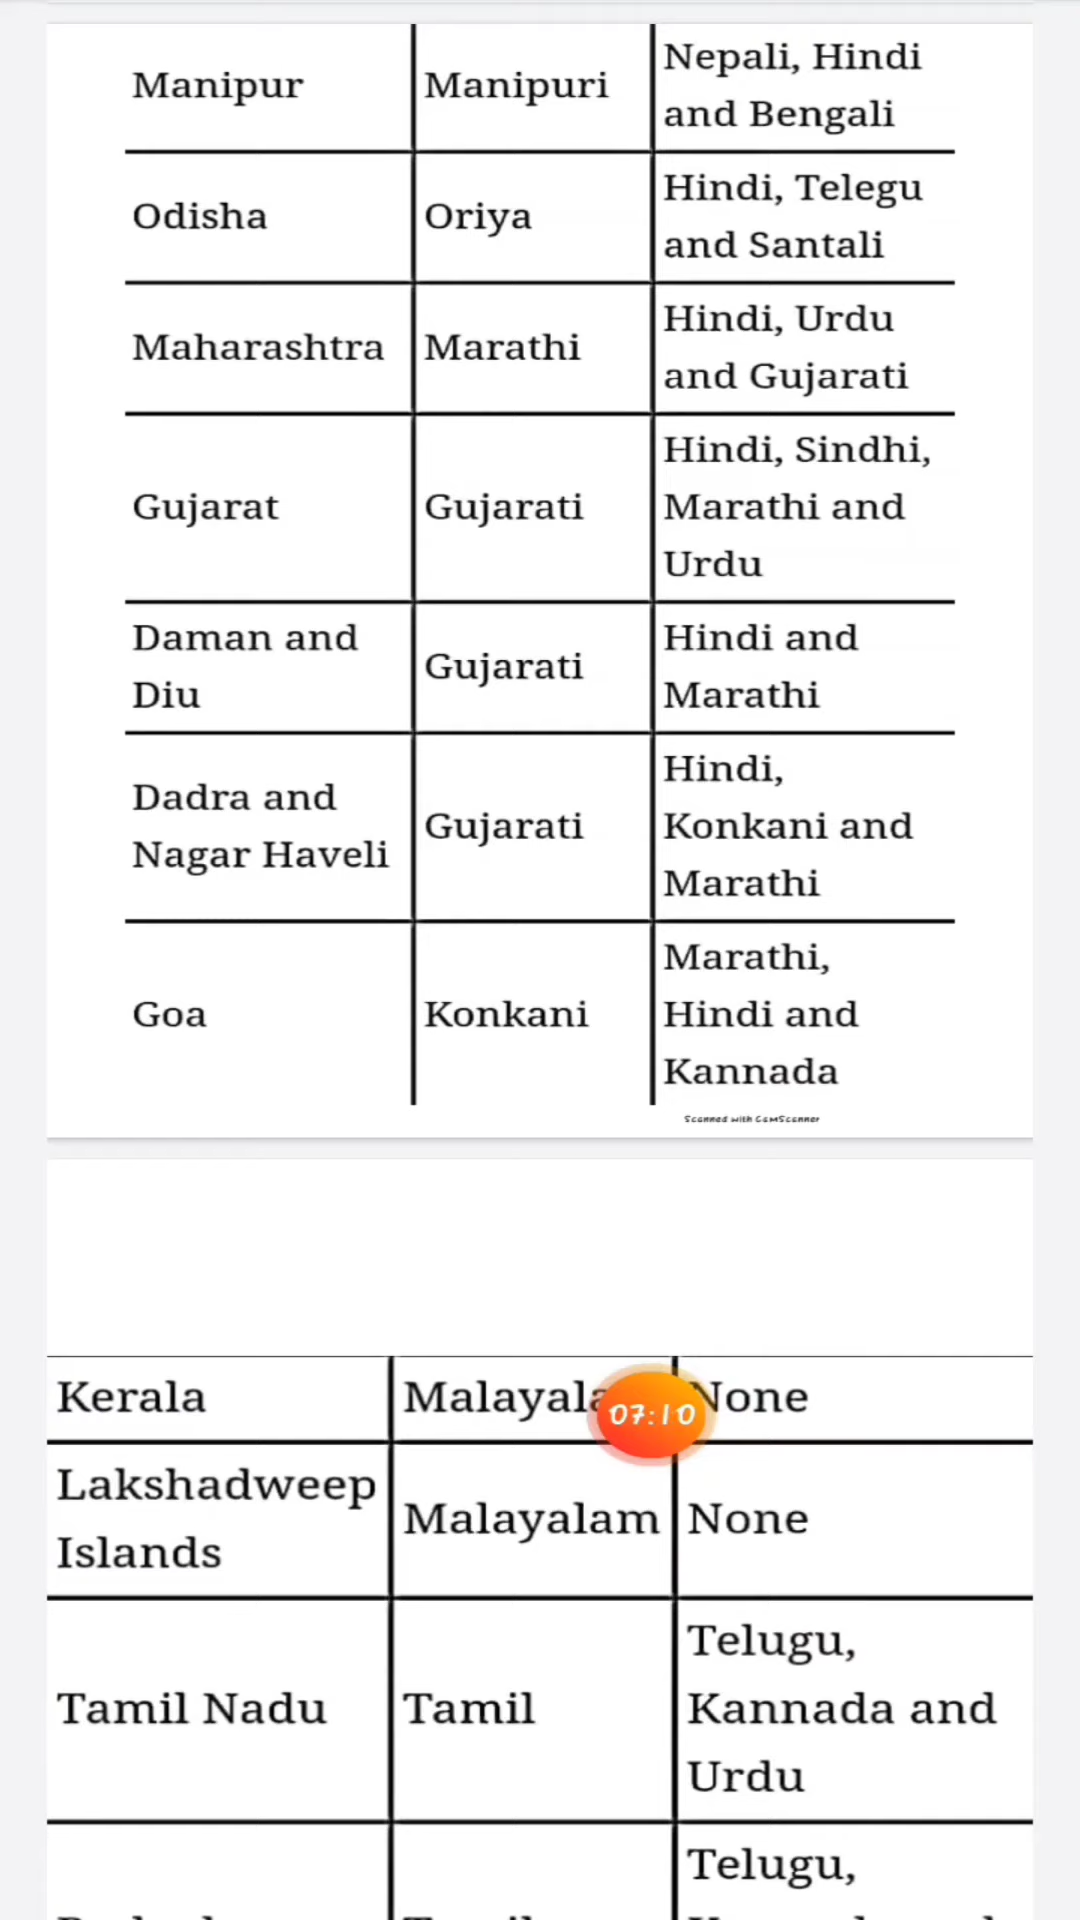 Manipur
Manipuri
Nepali, Hindi
and Bengali
Odisha
Oriya
Hindi, Telegu
and Santali
Maharashtra
Marathi
Hindi, Urdu
and Gujarati
Gujarat
Gujarati
Hindi, Sindhi,
Marathi and
Urdu
Daman and
Diu
Gujarati
Hindi and
Marathi
Dadra and
Nagar Haveli
Gujarati
Hindi,
Konkani and
Marathi
Goa
Konkani
Marathi,
Hindi and
Kannada
Scanned with CamScanner
Kerala
07:10
None
Lakshadweep
Islands
Malayalam
None
Tamil Nadu
Tamil
Telugu,
Kannada and
Urdu
Telugu,